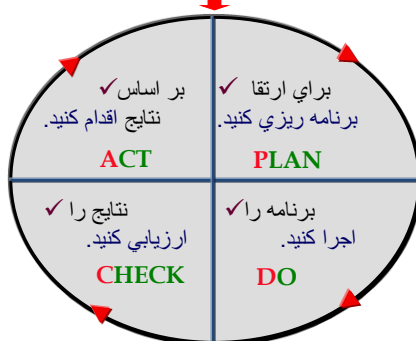 براي ارتقا
برنامه ريزي كنيد.
PLAN
برنامه را
اجرا كنيد.
DO
نتايج را
ارزيابي كنيد.
CHECK
بر اساس
نتايج اقدام كنيد.
ACT